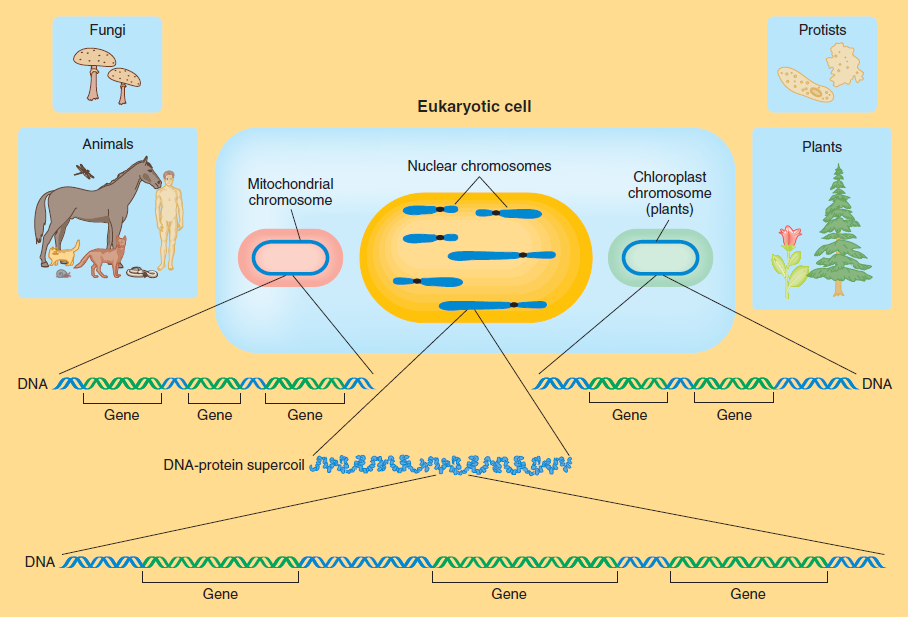 Fungi
Protists
Eukaryotic cell
Animals
Plants
Nuclear chromosomes
Mitochondrial
chromosome
Chloroplast
chromosome
(plants)
DNA
DNA
Gene
Gene
Gene
Gene
Gene
DNA-protein supercoil
DNA
Gene
Gene
Gene